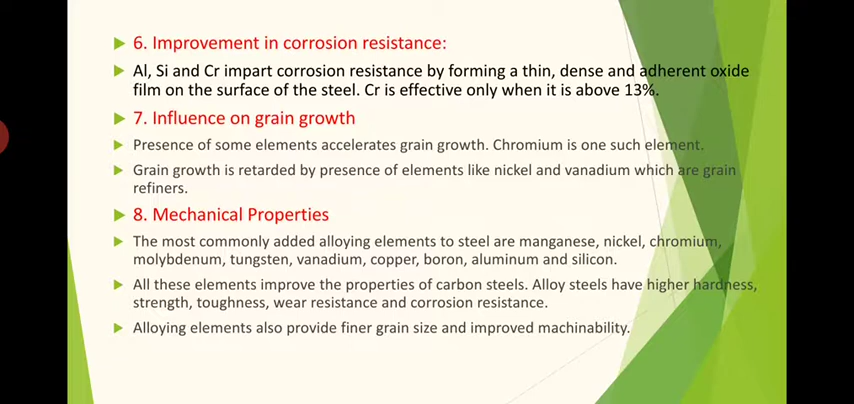 6. Improvement in corrosion resistance:
Al, Si and Cr impart corrosion resistance by forming a thin, dense and adherent oxide
film on the surface of the steel. Cr is effective only when it is above 13%.
7. Influence on grain growth
Presence of some elements accelerates grain growth. Chromium is one such element.
Grain growth is retarded by presence of elements like nickel and vanadium which are grain
refiners.
8. Mechanical Properties
The most commonly added alloying elements to steel are manganese, nickel, chromium,
molybdenum, tungsten, vanadium, copper, boron, aluminum and silicon.
All these elements improve the properties of carbon steels. Alloy steels have higher hardness,
strength, toughness, wear resistance and corrosion resistance.
Alloying elements also provide finer grain size and improved machinability.